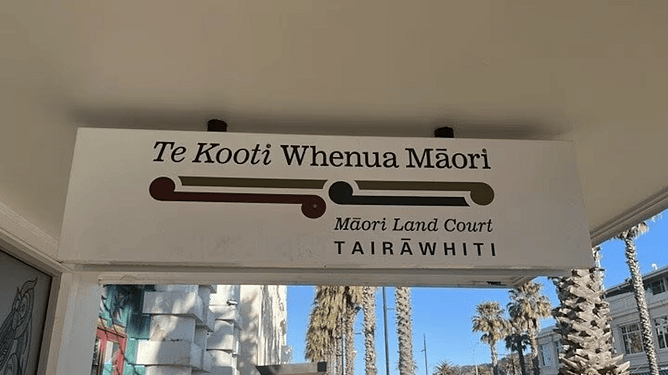 Te Kooti Whenua Māori
Māori Land Court
TAIRĀWHITI